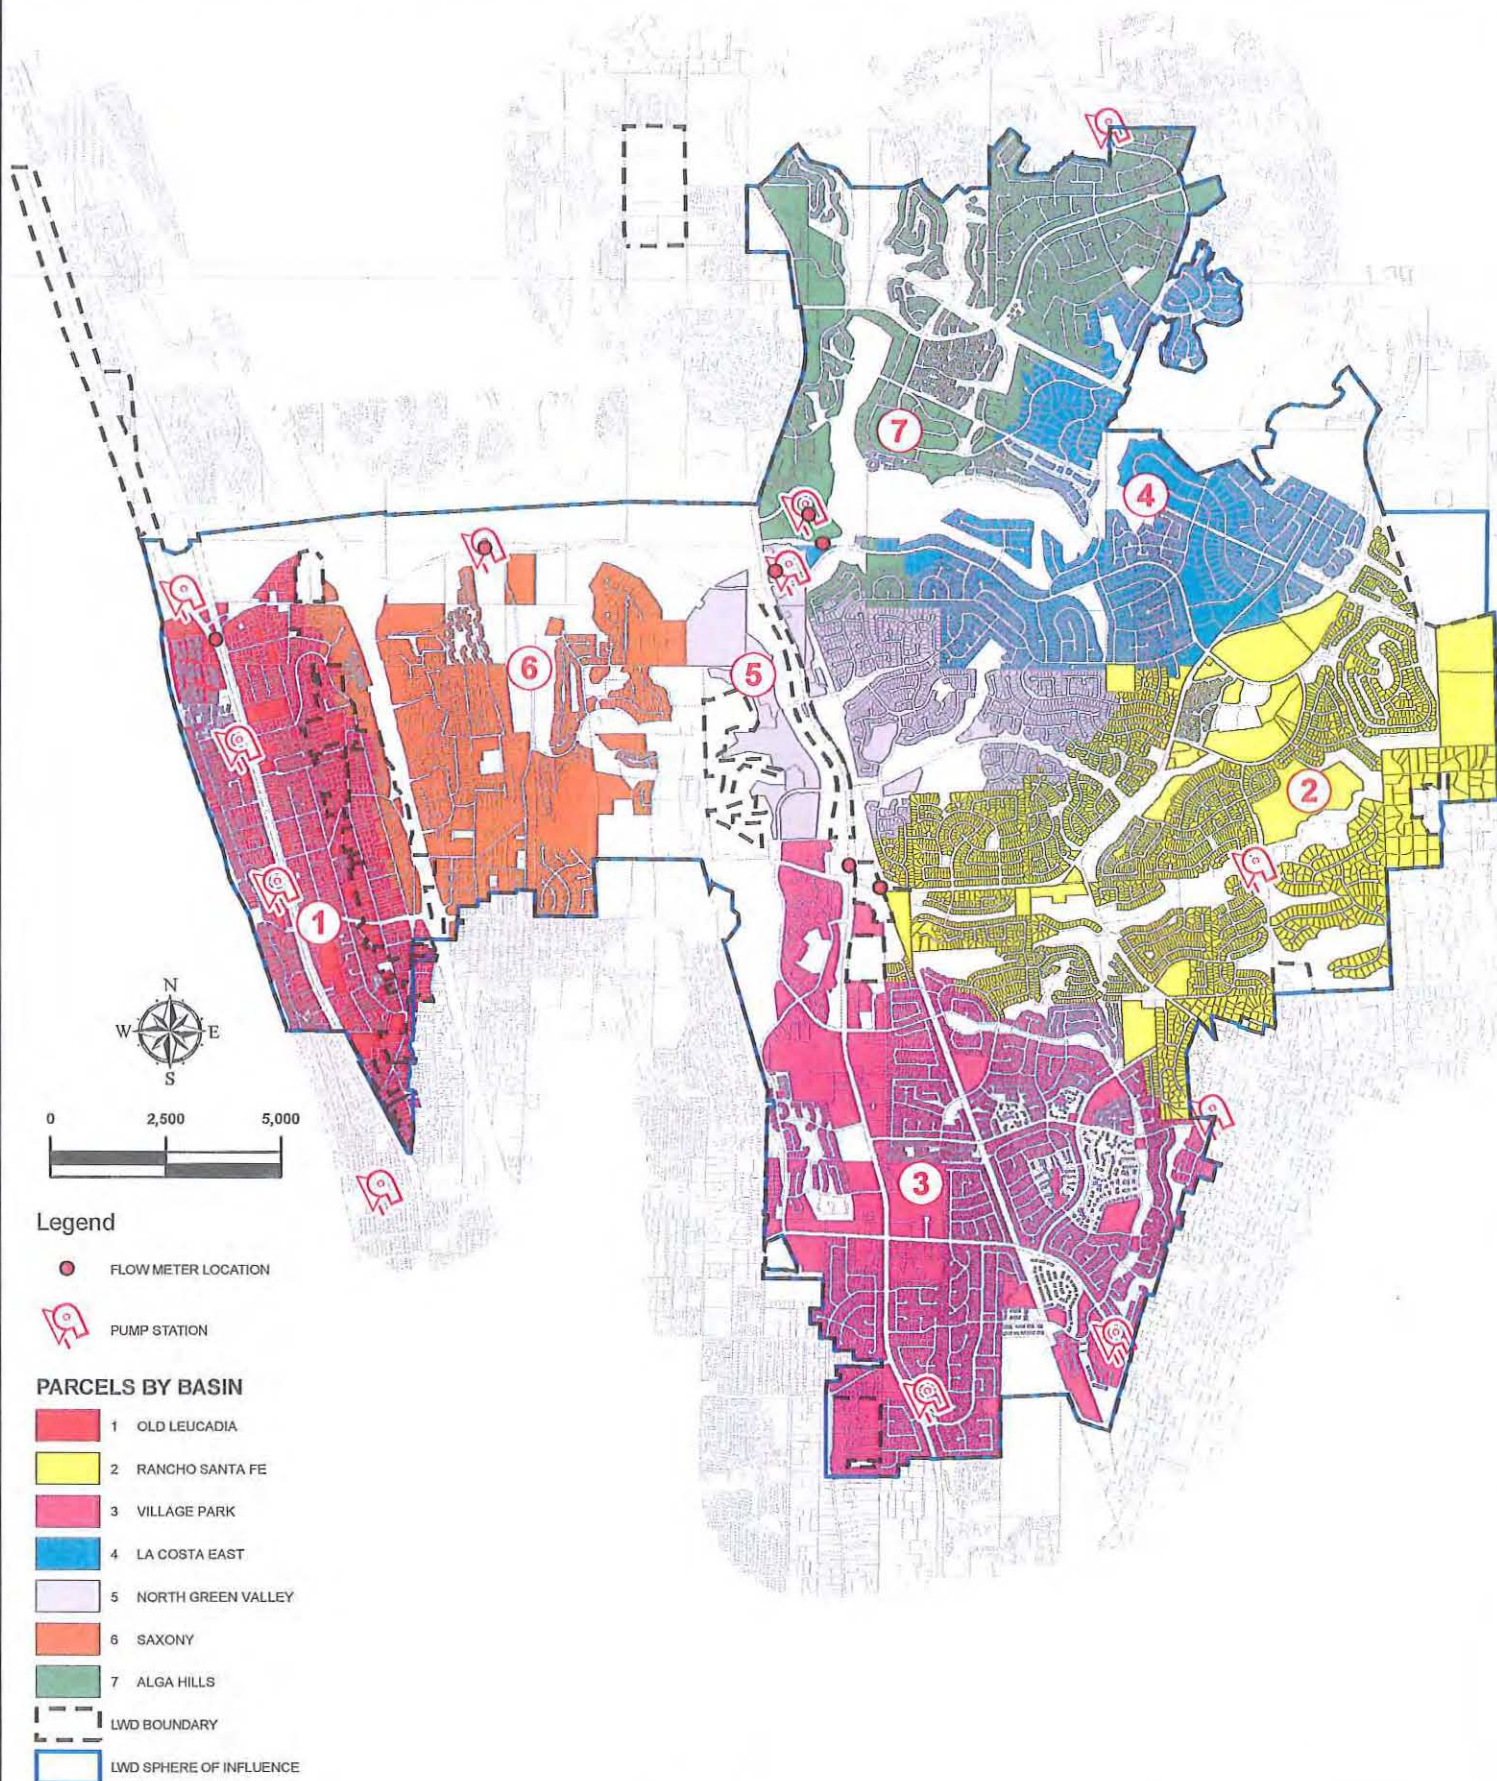 7
4
6
5
2
1
3
N
W E
S
0 2,500 5,000
Legend
FLOW METER LOCATION
PUMP STATION
PARCELS BY BASIN
1 OLD LEUCADIA
2 RANCHO SANTA FE
3 VILLAGE PARK
4 LA COSTA EAST
5 NORTH GREEN VALLEY
6 SAXONY
7 ALGA HILLS
LWD BOUNDARY
LWD SPHERE OF INFLUENCE